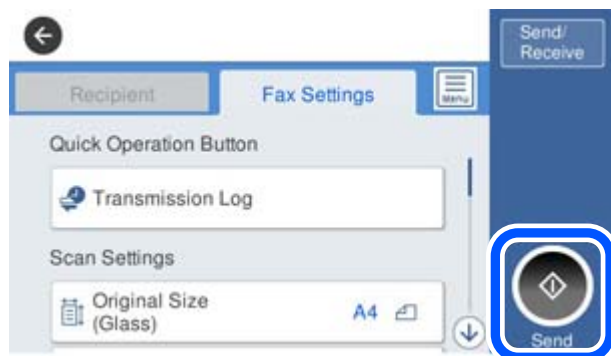 Send/
Receive
Recipient
Fax Settings
Menu
Quick Operation Button
Transmission Log
Scan Settings
Original Size
(Glass)
A4
Send